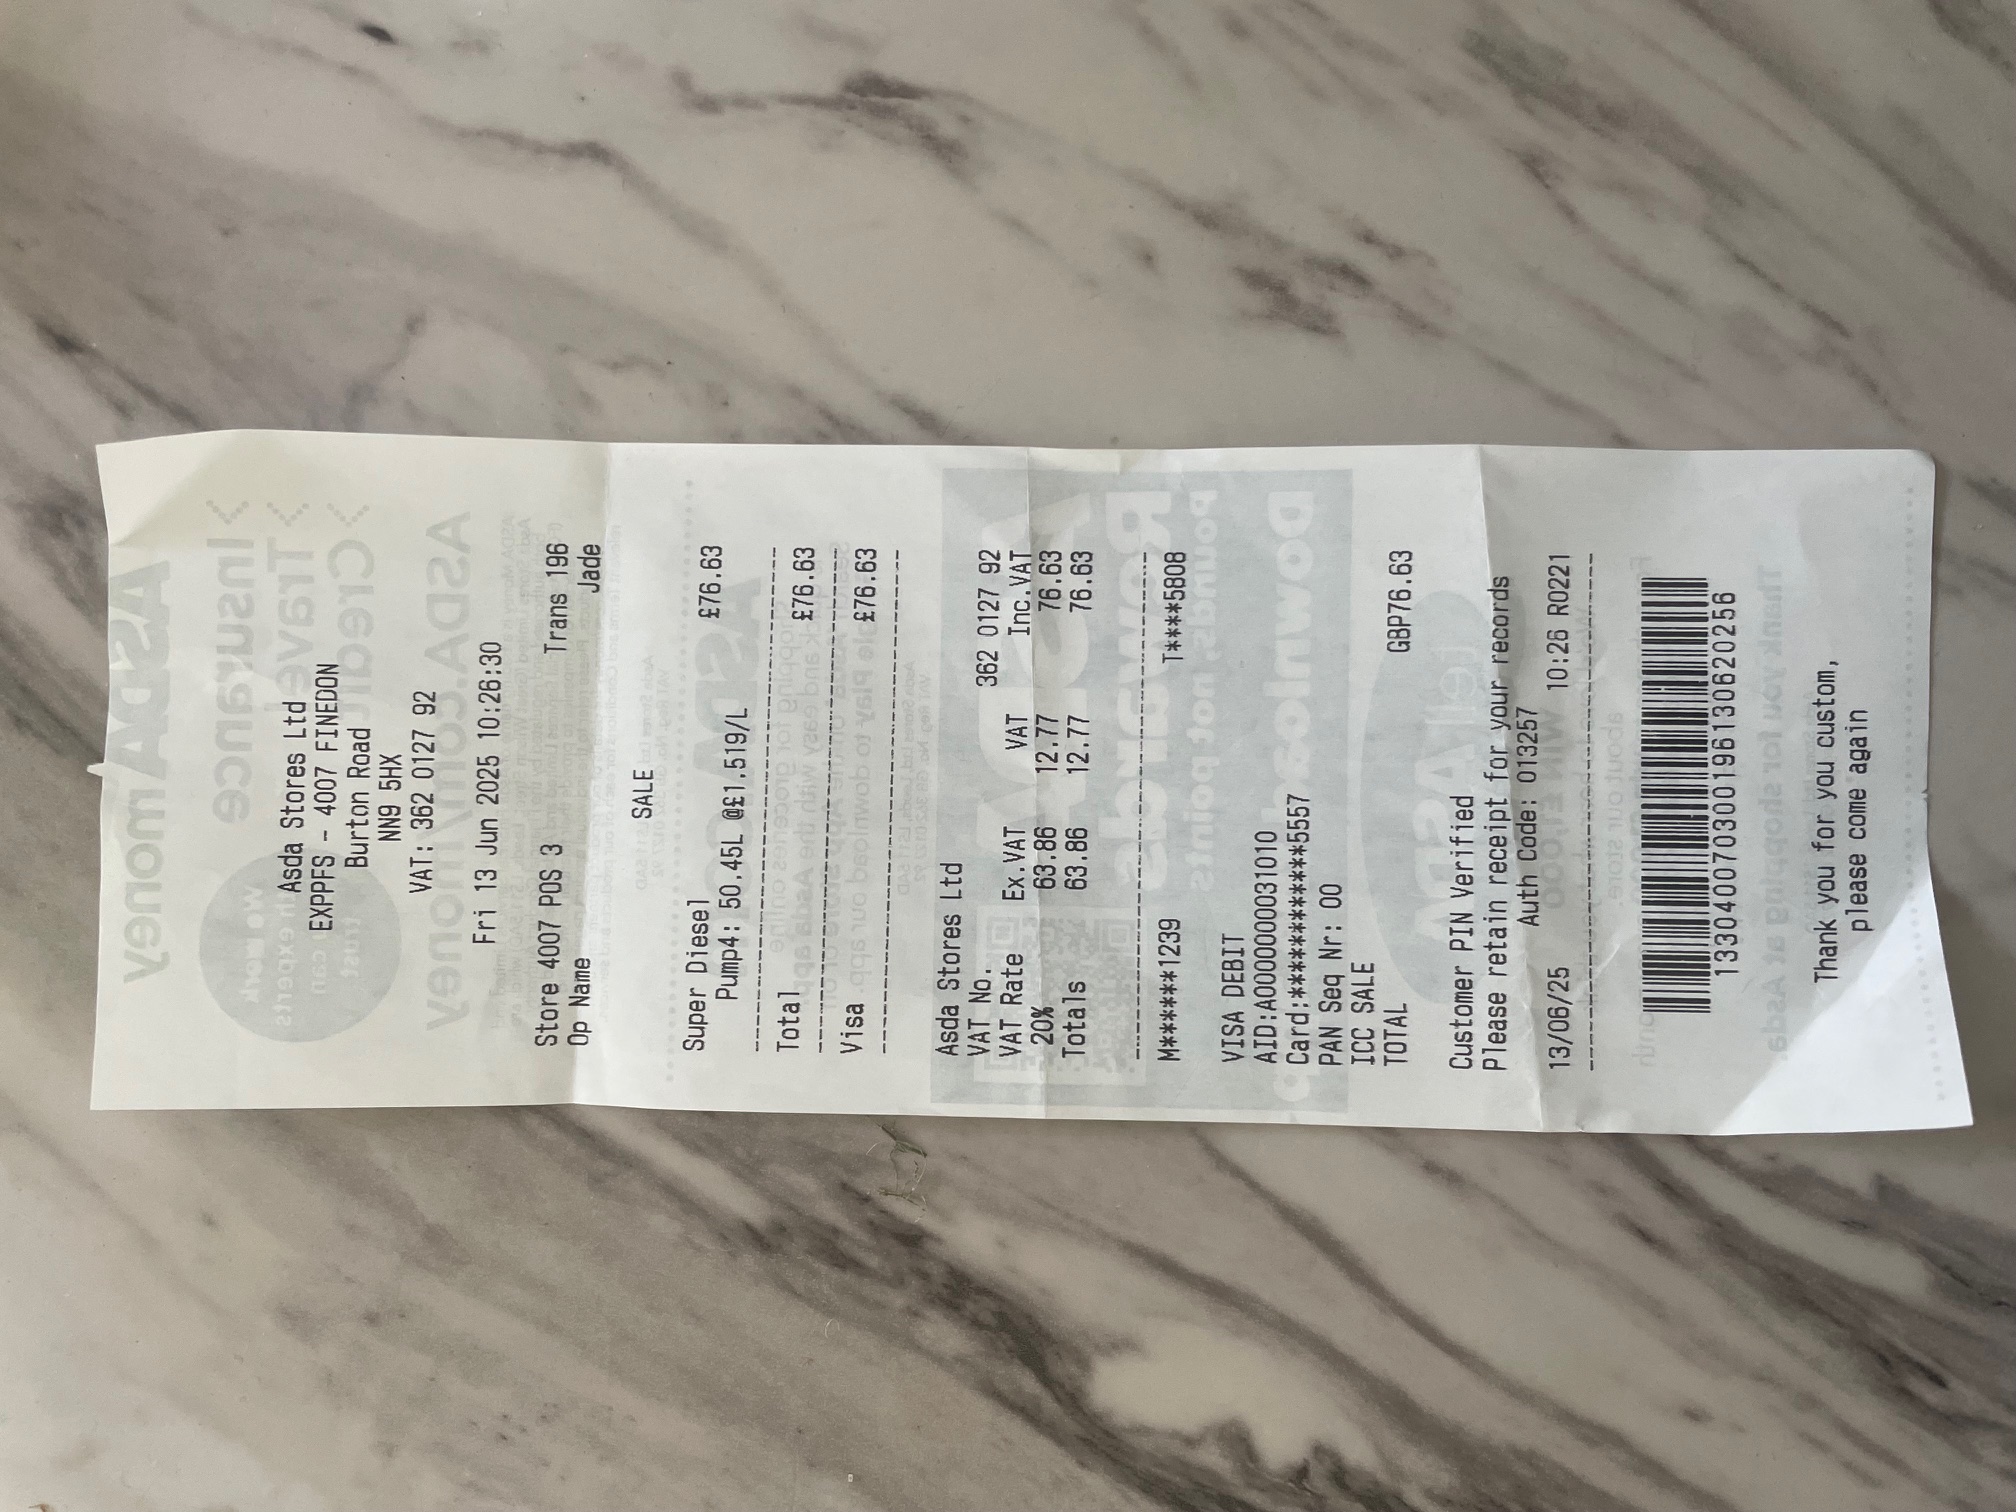 Asda Stores Ltd
EXPPFS - 4007 FINEDON
Burton Road
NN9 5HX
VAT: 362 0127 92
Fri 13 Jun 2025 10:26:30
Store 4007 POS 3 Trans 196
Op Name Jade
SALE
Super Diesel £76.63
Pump4: 50.45L @£1.519/L
Total £76.63
Visa £76.63
Asda Stores Ltd
VAT No. 362 0127 92
VAT Rate Ex.VAT VAT Inc.VAT
20% 63.86 12.77 76.63
Totals 63.86 12.77 76.63
M******1239 T****5808
VISA DEBIT
AID:A0000000031010
Card:************5557
PAN Seq Nr: 00
ICC SALE
TOTAL GBP76.63
Customer PIN Verified
Please retain receipt for your records
Auth Code: 013257
13/06/25 10:26 R0221
133040070300196130620256
Thank you for you custom,
please come again